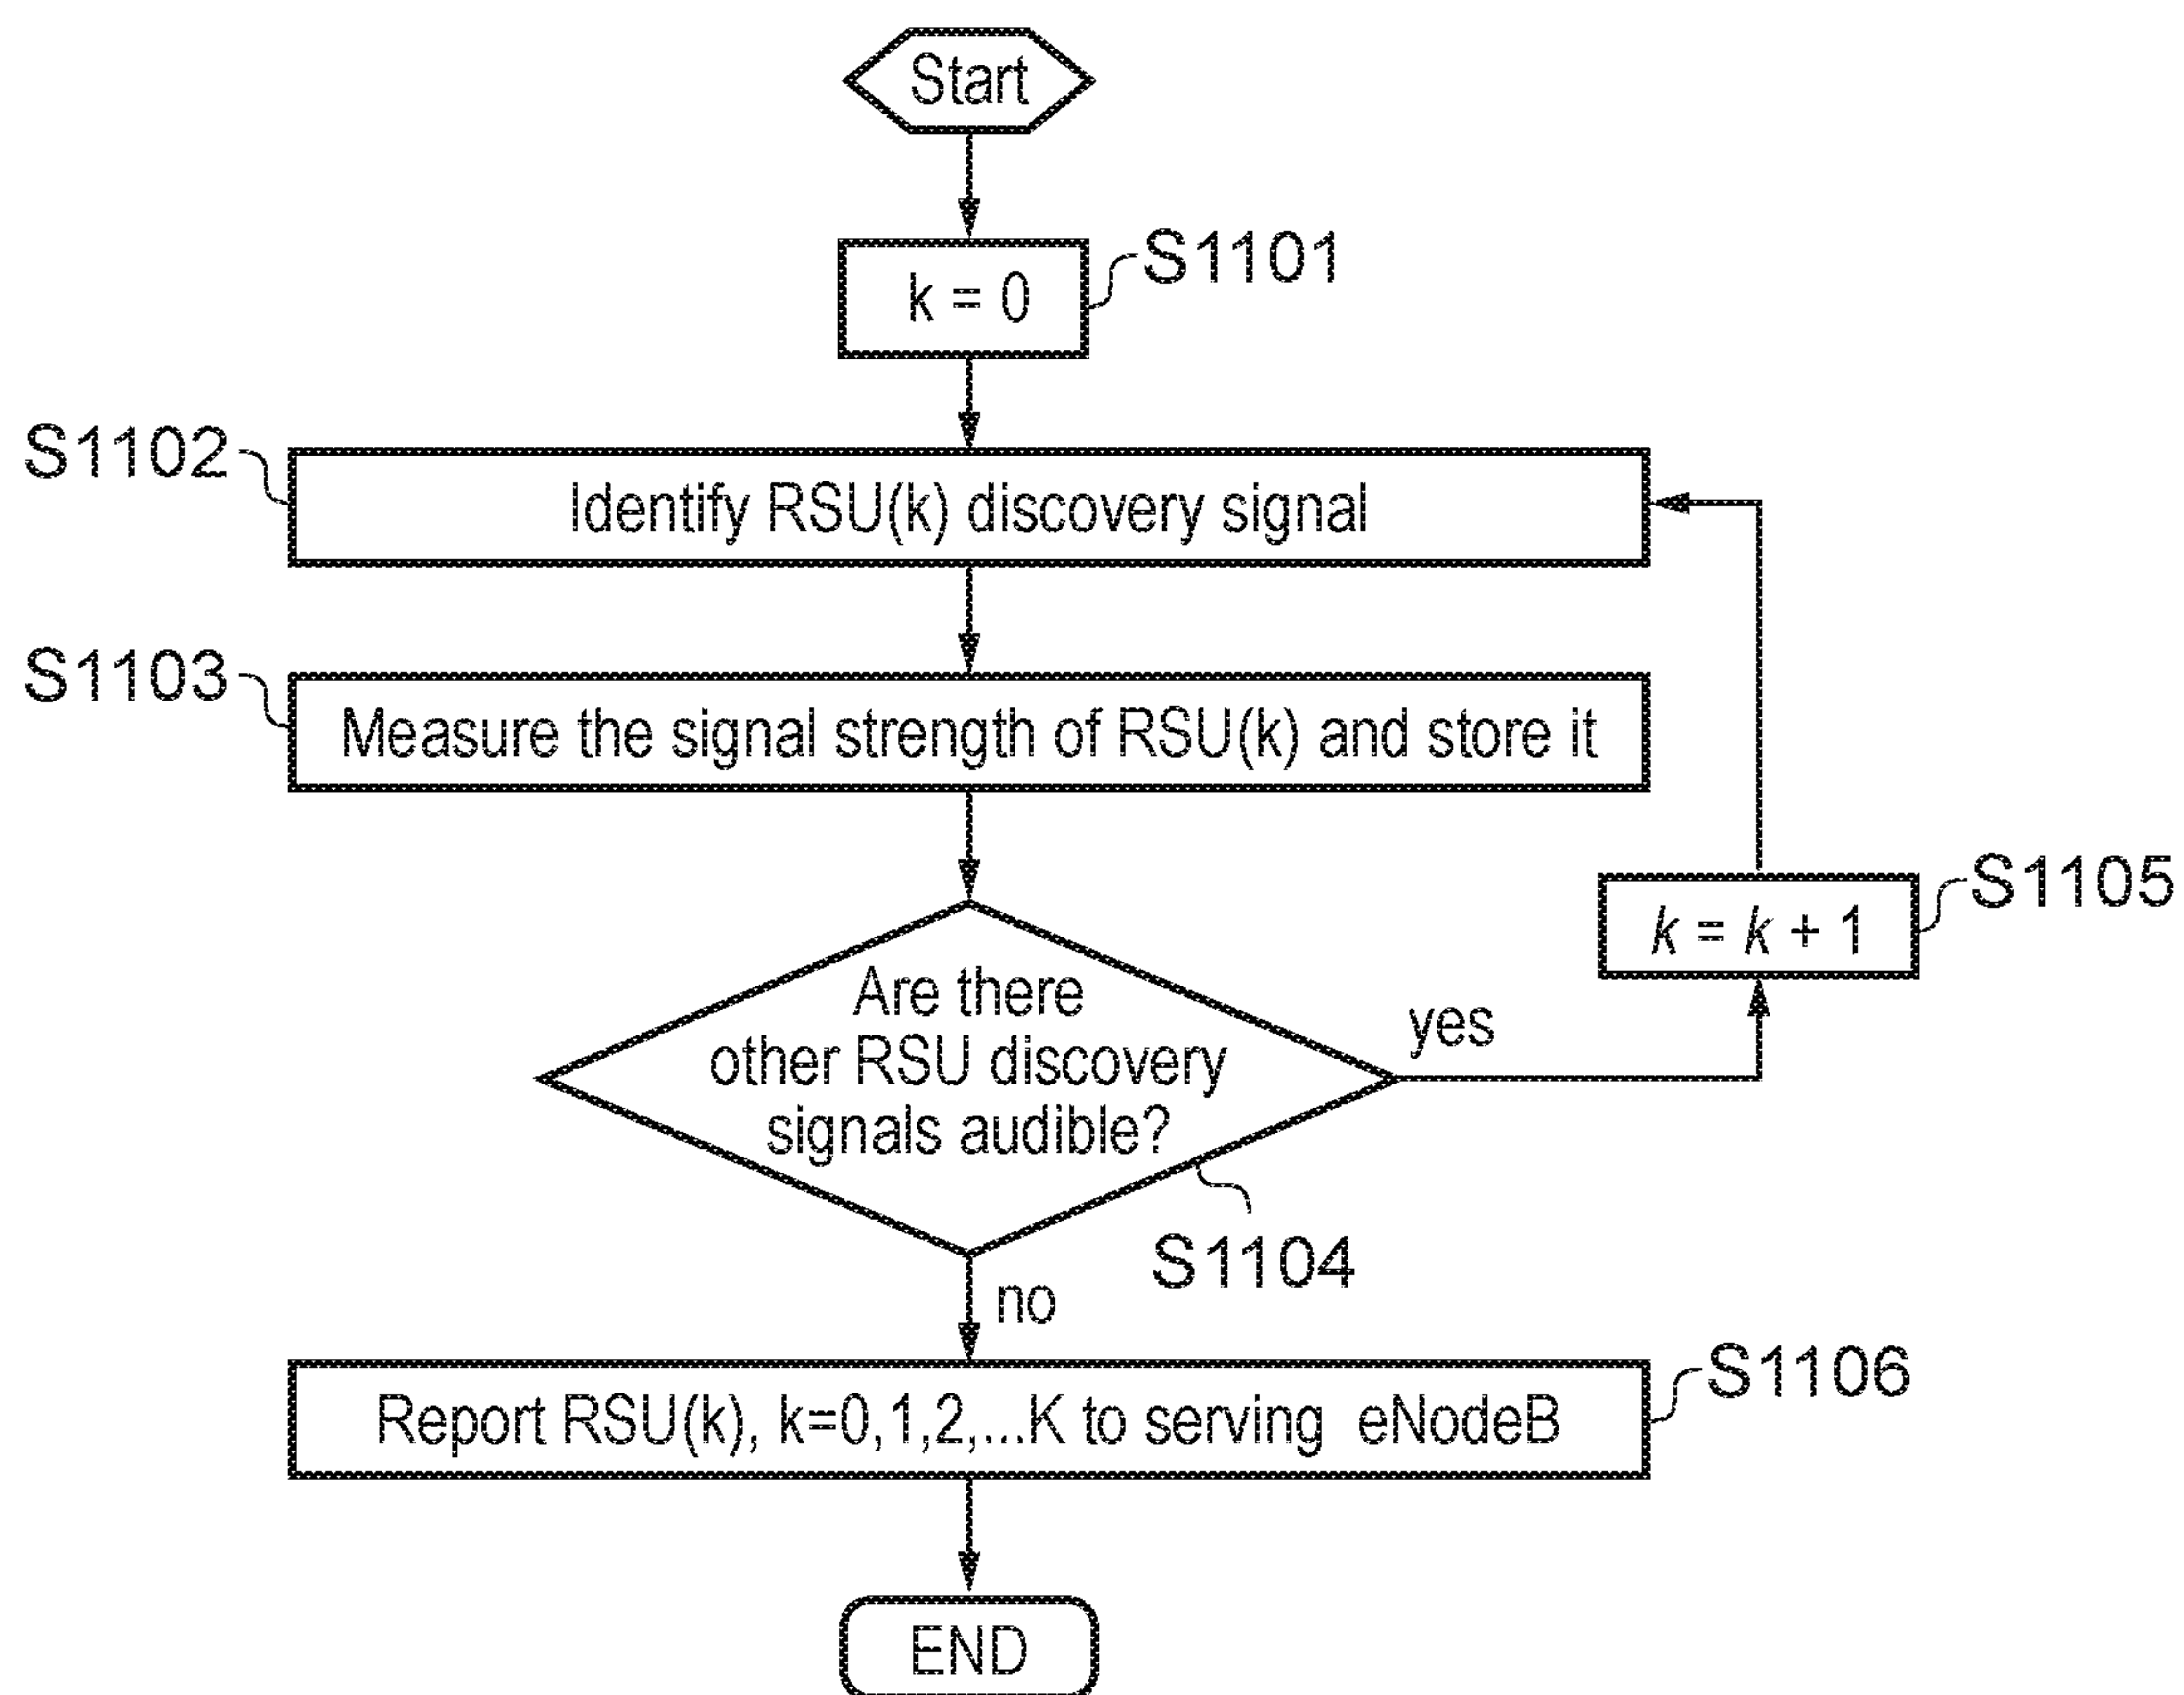 Start
k = 0
S1101
S1102
Identify RSU(k) discovery signal
S1103
Measure the signal strength of RSU(k) and store it
S1105
k = k + 1
Are there
other RSU discovery
signals audible?
yes
S1104
no
S1106
Report RSU(k), k=0,1,2,...K to serving eNodeB
END